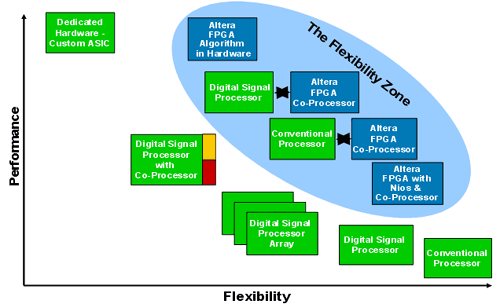 Dedicated
Hardware -
Custom ASIC
Altera
FPGA
Algorithm
in Hardware
The Flexibility Zone
Digital Signal
Processor
Altera
FPGA
Co-Processor
Conventional
Processor
Altera
FPGA
Co-Processor
Digital Signal
Processor
with
Co-Processor
Altera
FPGA with
Nios &
Co-Processor
Digital Signal
Processor
Array
Digital Signal
Processor
Conventional
Processor
Performance
Flexibility